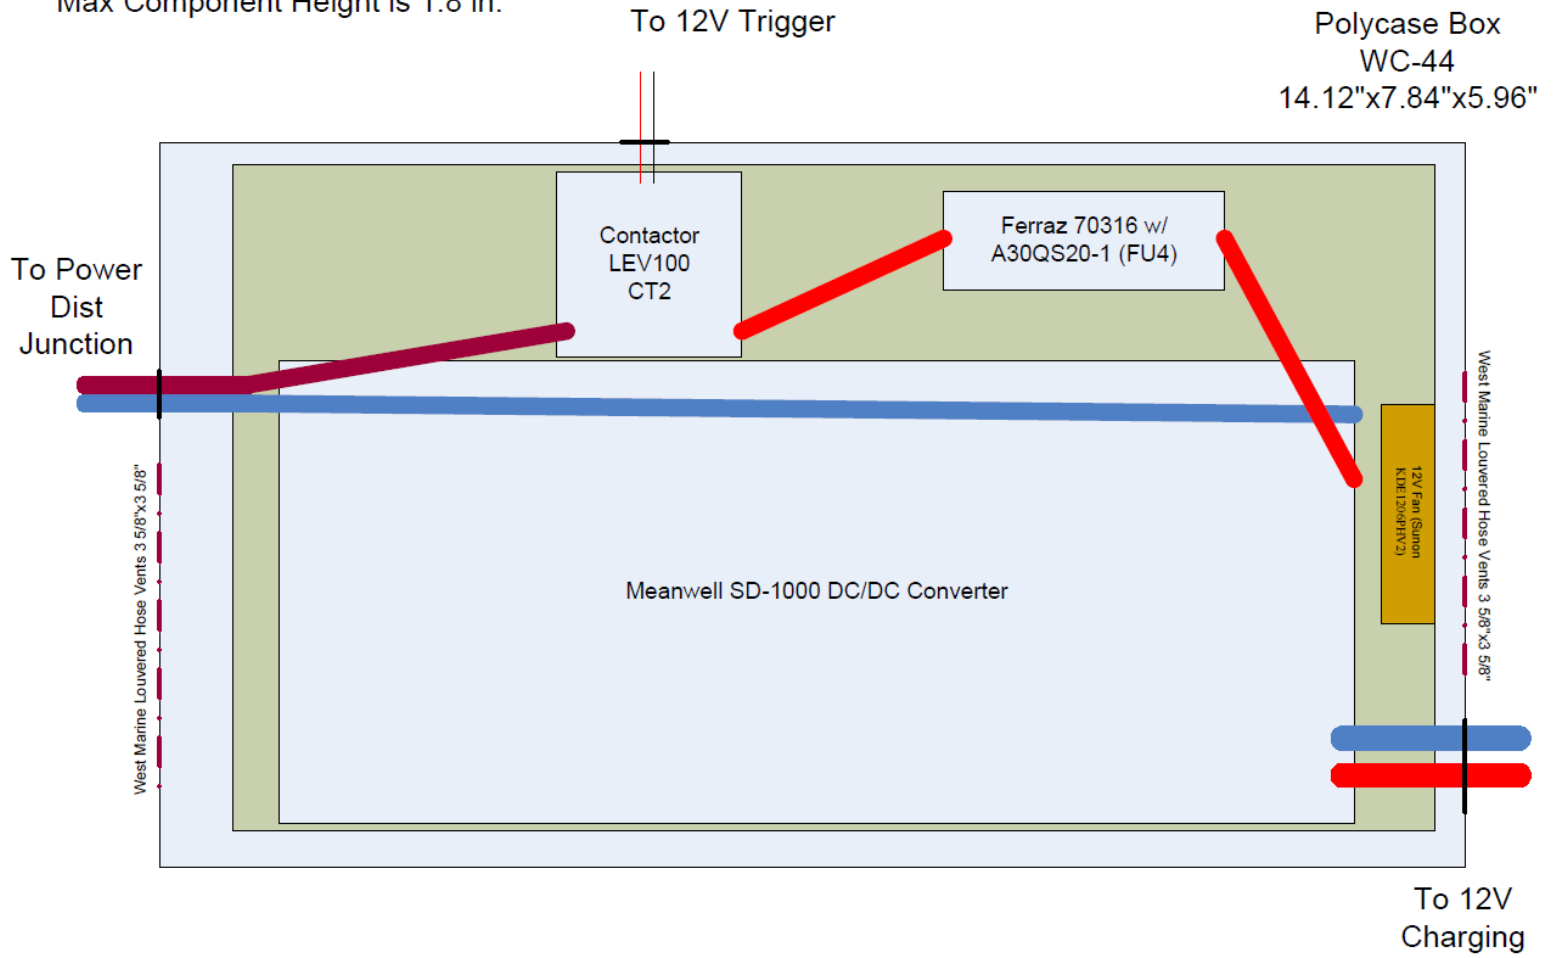 Max Component Height is 1.8 in.
To 12V Trigger
Polycase Box
WC-44
14.12"x7.84"x5.96"
Contactor
LEV100
CT2
Ferraz 70316 w/
A30QS20-1 (FU4)
To Power
Dist
Junction
West Marine Louvered Hose Vents 3 5/8"x3 5/8"
12V Fan (Sunon
KDE1206PHV2)
West Marine Louvered Hose Vents 3 5/8"x3 5/8"
Meanwell SD-1000 DC/DC Converter
To 12V
Charging